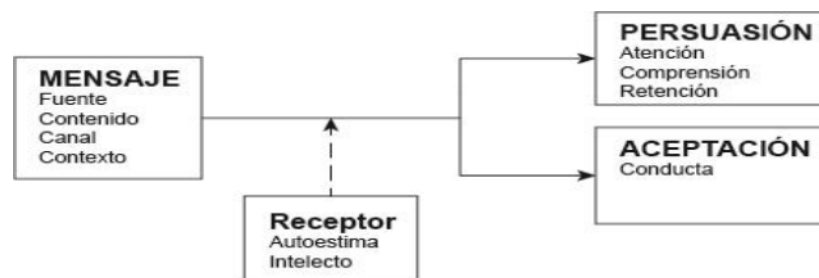 MENSAJE
Fuente
Contenido
Canal
Contexto
Receptor
Autoestima
Intelecto
PERSUASIÓN
Atención
Comprensión
Retención
ACEPTACIÓN
Conducta